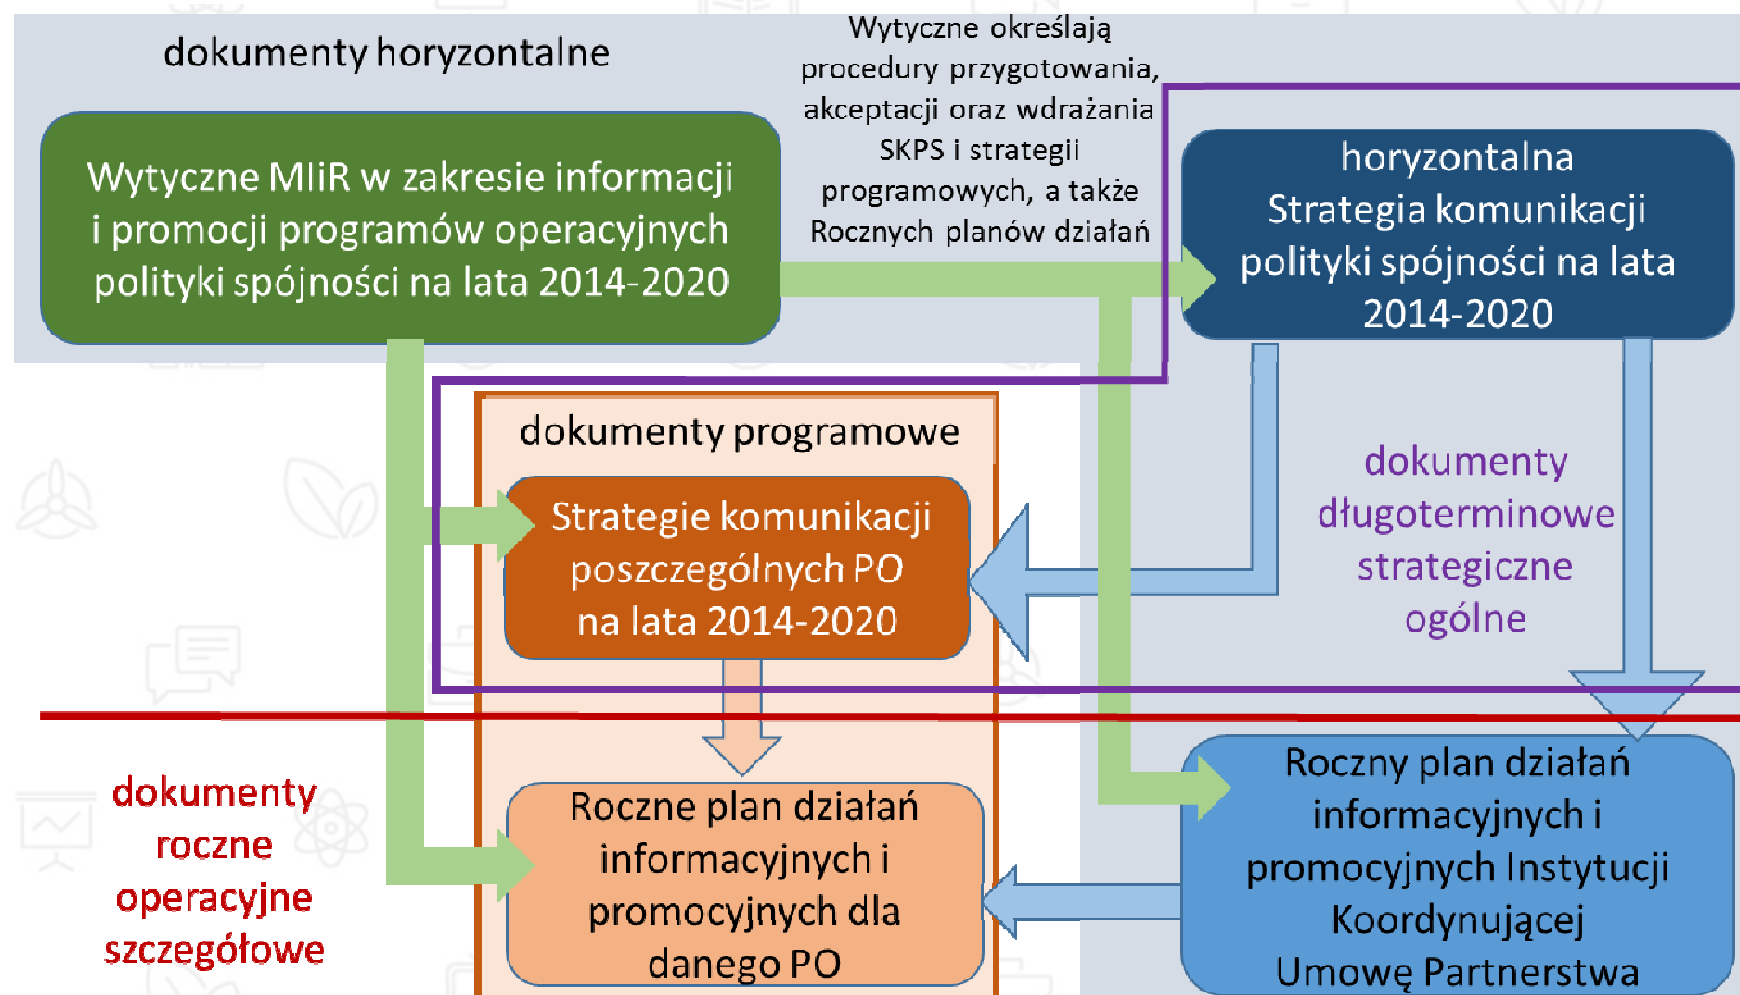 dokumenty horyzontalne
Wytyczne określają
procedury przygotowania,
akceptacji oraz wdrażania
SKPS i strategii
programowych, a także
Rocznych planów działań
Wytyczne MIiR w zakresie informacji
i promocji programów operacyjnych
polityki spójności na lata 2014-2020
horyzontalna
Strategia komunikacji
polityki spójności na lata
2014-2020
dokumenty programowe
Strategie komunikacji
poszczególnych PO
na lata 2014-2020
dokumenty
długoterminowe
strategiczne
ogólne
dokumenty
roczne
operacyjne
szczegółowe
Roczne plan działań
informacyjnych i
promocyjnych dla
danego PO
Roczny plan działań
informacyjnych i
promocyjnych Instytucji
Koordynującej
Umowę Partnerstwa